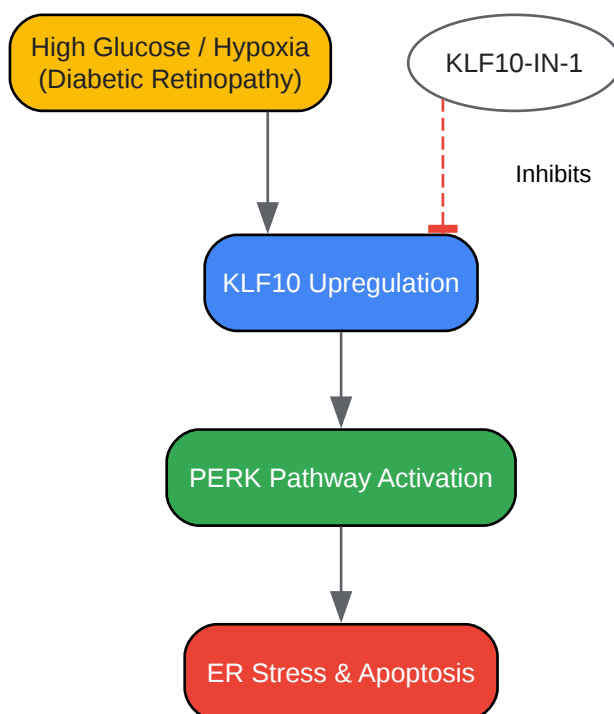 High Glucose / Hypoxia
(Diabetic Retinopathy)
KLF10-IN-1
Inhibits
KLF10 Upregulation
PERK Pathway Activation
ER Stress & Apoptosis